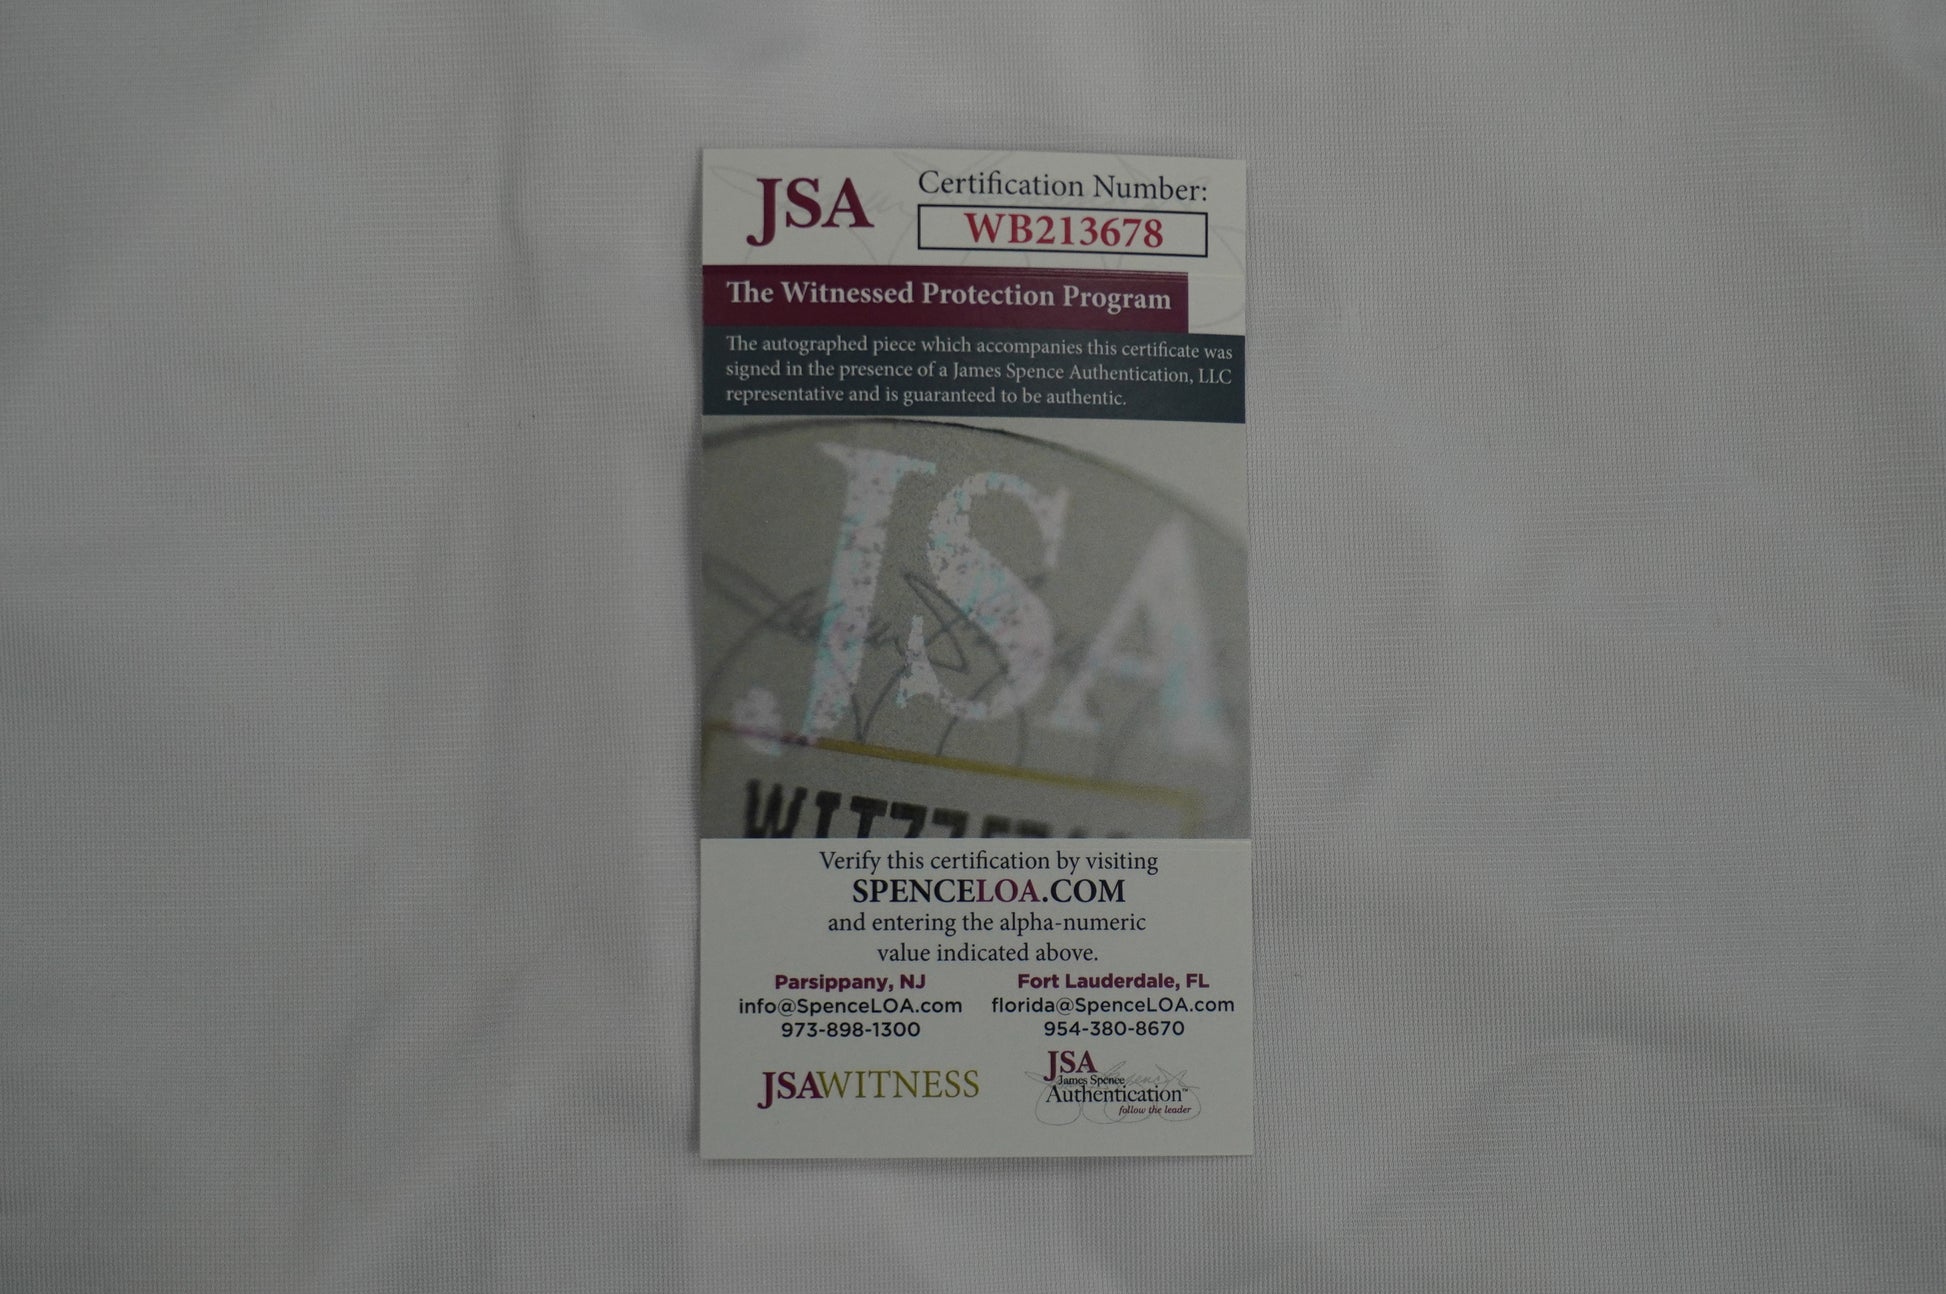 JSA
Certification Number:
WB213678
The Witnessed Protection Program
The autographed piece which accompanies this certificate was
signed in the presence of a James Spence Authentication, LLC
representative and is guaranteed to be authentic.
JSA
Verify this certification by visiting
SPENCELOA.COM
and entering the alpha-numeric
value indicated above.
Parsippany, NJ
info@SpenceLOA.com
973-898-1300
Fort Lauderdale, FL
florida@SpenceLOA.com
954-380-8670
JSAWITNESS
JSA
James Spence
Authentication™
follow the leader